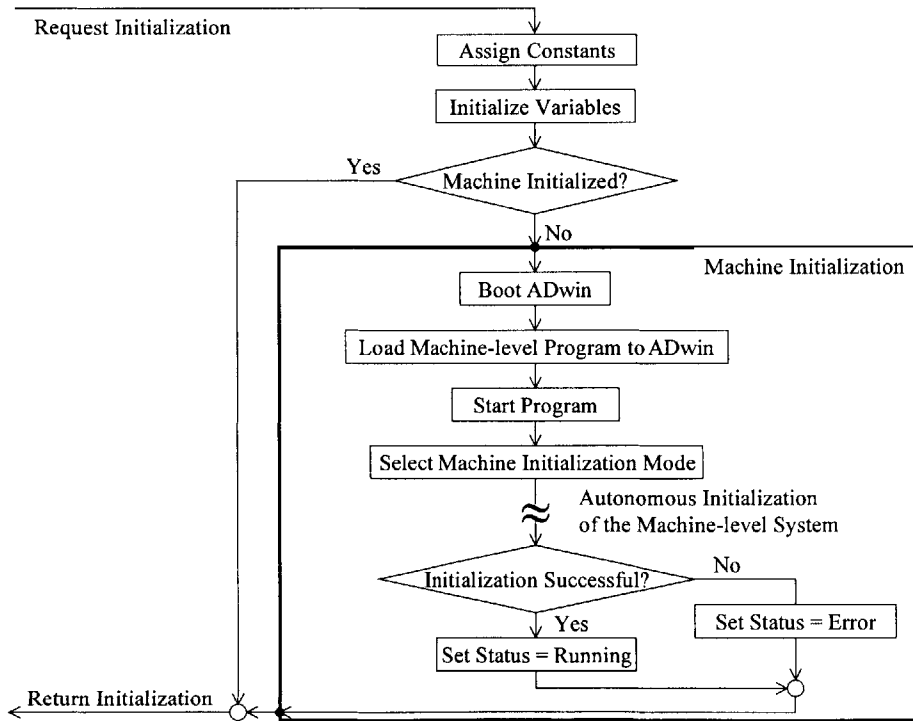 Request Initialization
Assign Constants
Initialize Variables
Yes
Machine Initialized?
No
Machine Initialization
Boot ADwin
Load Machine-level Program to ADwin
Start Program
Select Machine Initialization Mode
Autonomous Initialization
of the Machine-level System
No
Initialization Successful?
Set Status = Error
Yes
Set Status = Running
Return Initialization